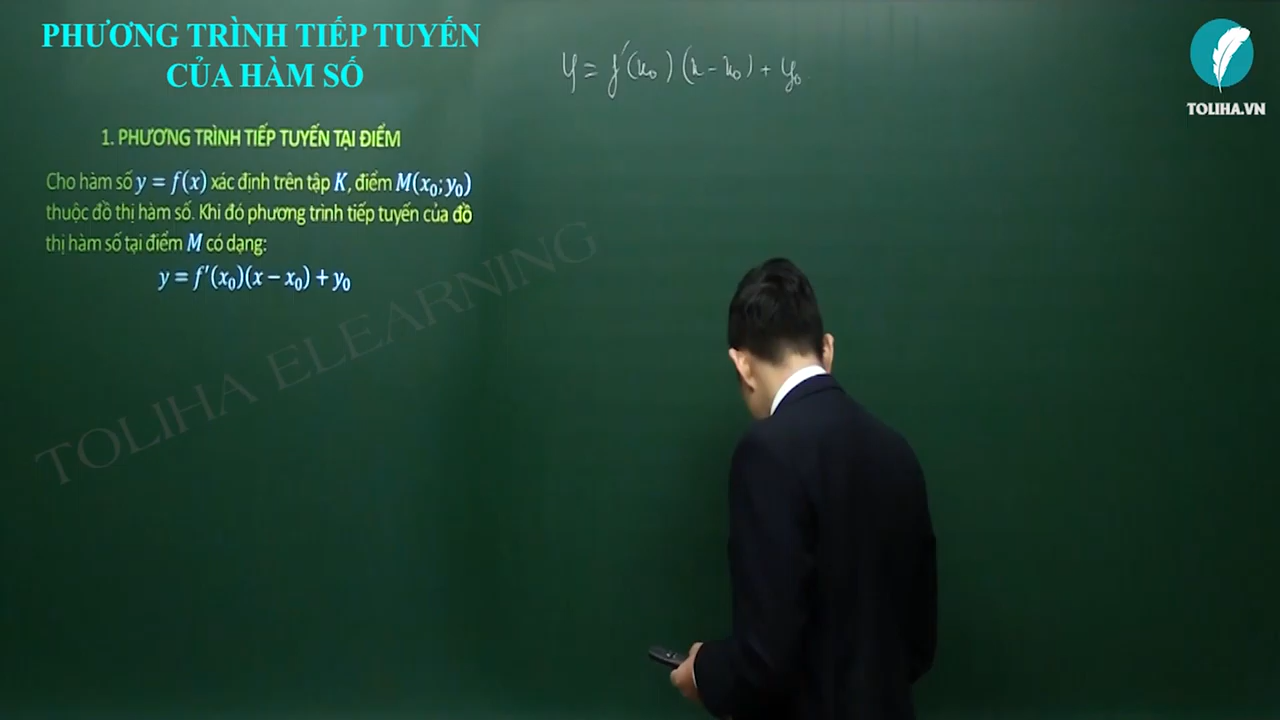 PHƯƠNG TRÌNH TIẾP TUYẾN
CỦA HÀM SỐ
1. PHƯƠNG TRÌNH TIẾP TUYẾN TẠI ĐIỂM
Cho hàm số y = f(x) xác định trên tập K, điểm M(x₀; y₀)
thuộc đồ thị hàm số. Khi đó phương trình tiếp tuyến của đồ
thị hàm số tại điểm M có dạng:
y = f′(x₀)(x − x₀) + y₀
y = f′(x₀)(x − x₀) + y₀
TOLIHA.VN
TOLIHA ELEARNING